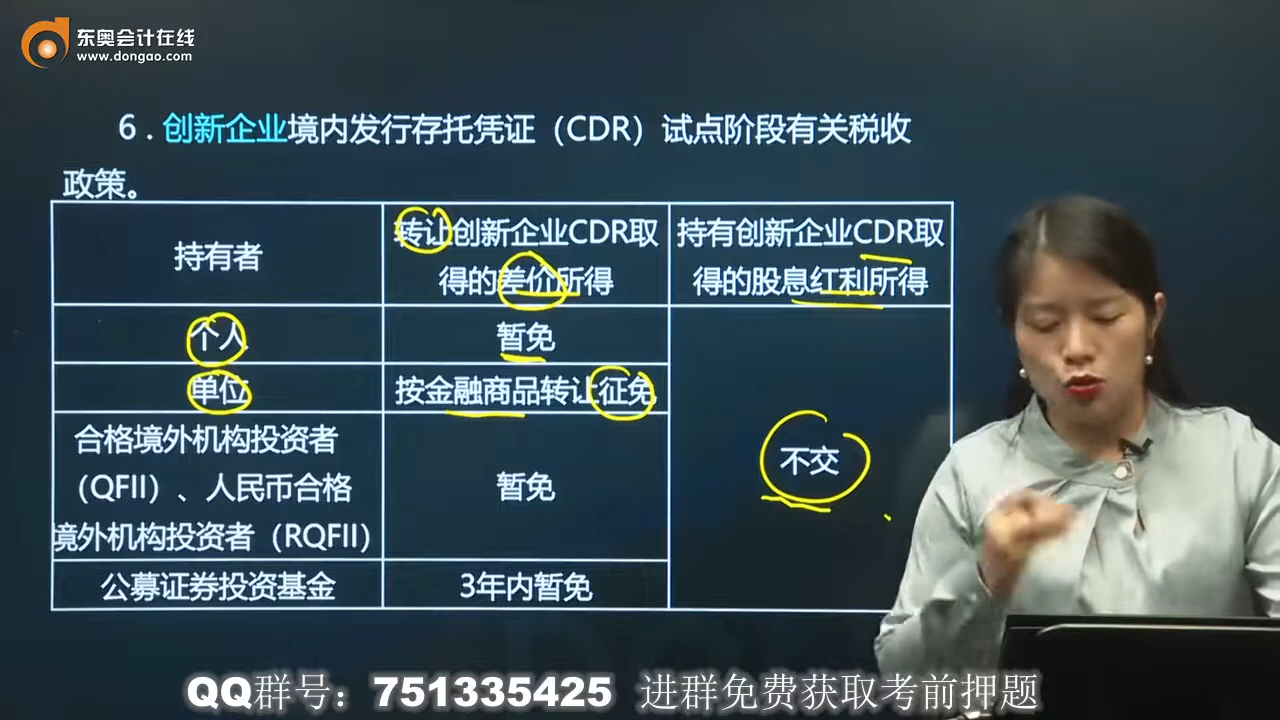 东奥会计在线
www.dongao.com
6．创新企业境内发行存托凭证（CDR）试点阶段有关税收
政策。
持有者
转让创新企业CDR取
得的差价所得
持有创新企业CDR取
得的股息红利所得
个人
暂免
单位
按金融商品转让征免
合格境外机构投资者
（QFII）、人民币合格
境外机构投资者（RQFII）
暂免
不交
公募证券投资基金
3年内暂免
QQ群号：751335425 进群免费获取考前押题